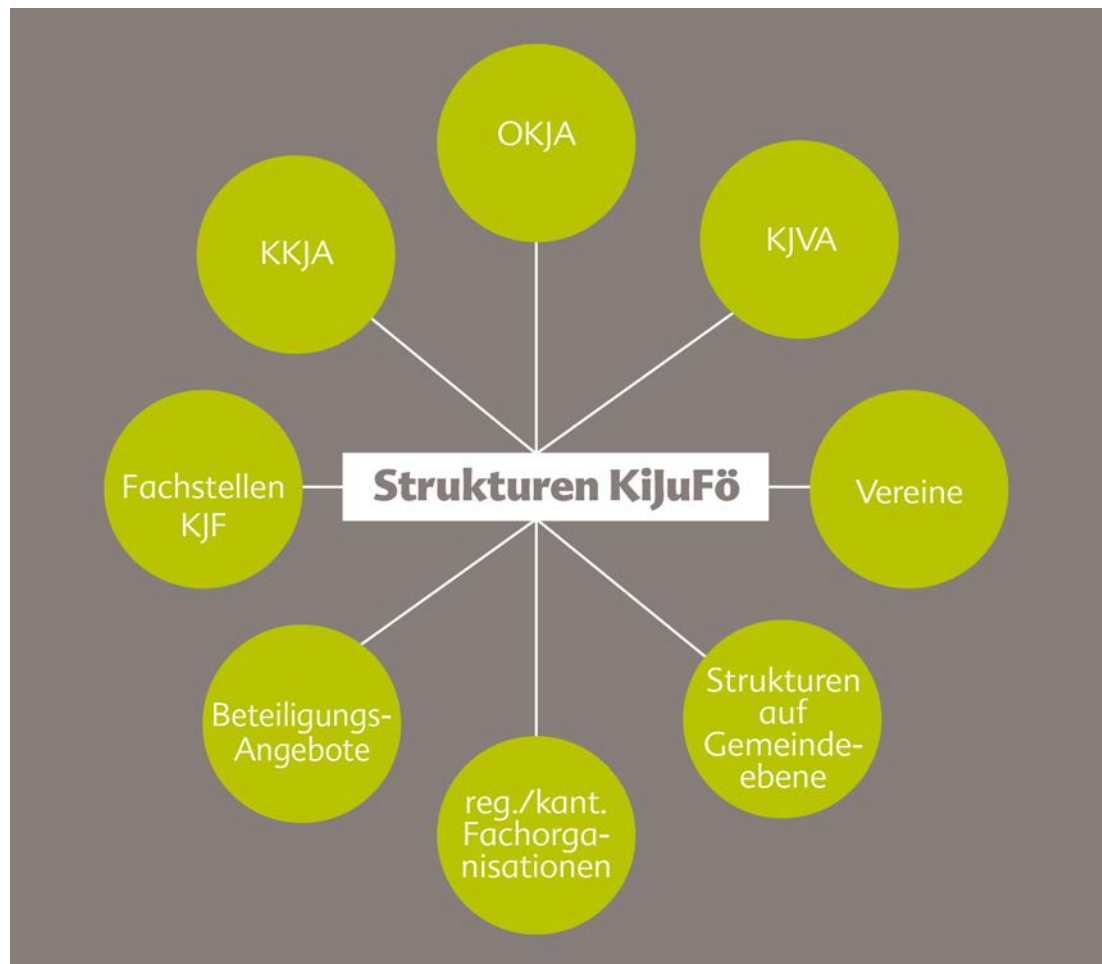 OKJA
KKJA
KJVA
Fachstellen
KJF
Strukturen KiJuFö
Vereine
Beteiligungs-
Angebote
Strukturen
auf
Gemeinde-
ebene
reg./kant.
Fachorga-
nisationen